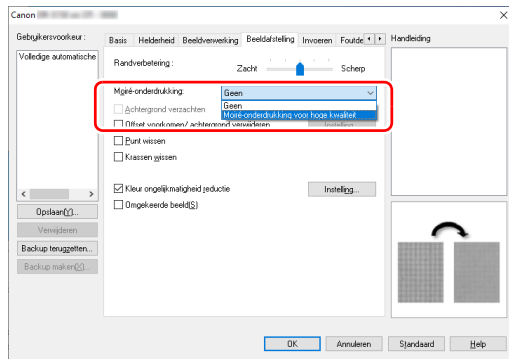 Canon
Gebruikersvoorkeur :
Volledige automatische
Opslaan(Y)...
Verwijderen
Backup terugzetten...
Backup maken(X)...
Basis Helderheid Beeldverwerking Beeldafstelling Invoeren Foutde
Randverbetering : Zacht Scherp
Moiré-onderdrukking: Geen
Geen
Moiré-onderdrukking voor hoge kwaliteit
Achtergrond verzachten
Offset voorkomen/ achtergrond verwijderen Instelling...
Punt wissen
Krassen wissen
Kleur ongelijkmatigheid reductie Instelling...
Omgekeerde beeld(S)
Handleiding
OK Annuleren Standaard Help